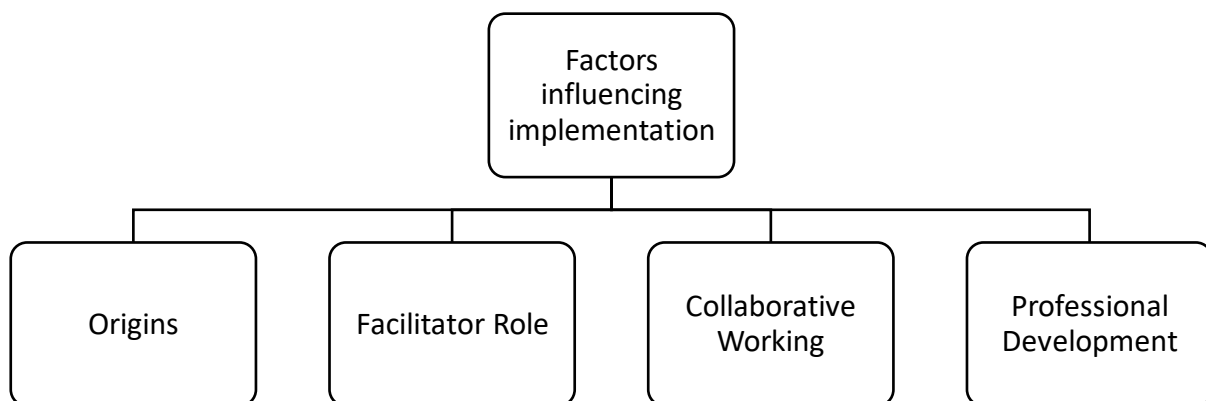 Factors
influencing
implementation
Origins
Facilitator Role
Collaborative
Working
Professional
Development